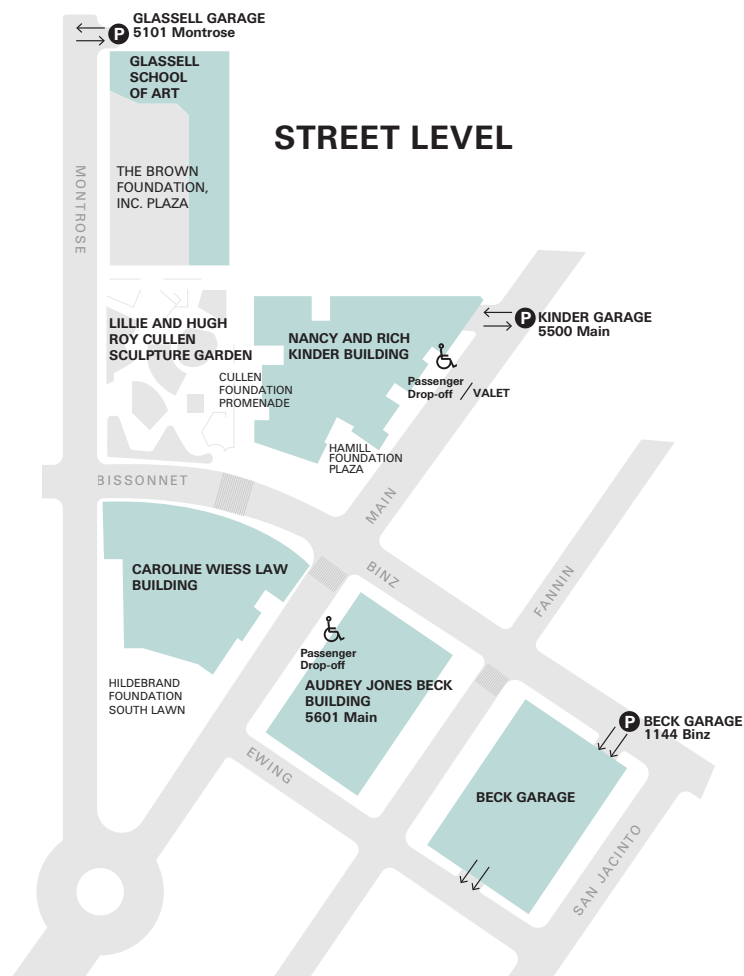 GLASSELL GARAGE
5101 Montrose
P
GLASSELL
SCHOOL
OF ART
STREET LEVEL
MONTROSE
THE BROWN
FOUNDATION,
INC. PLAZA
LILLIE AND HUGH
ROY CULLEN
SCULPTURE GARDEN
NANCY AND RICH
KINDER BUILDING
P
KINDER GARAGE
5500 Main
CULLEN
FOUNDATION
PROMENADE
Passenger
Drop-off
/ VALET
HAMILL
FOUNDATION
PLAZA
BISSONNET
MAIN
BINZ
FANNIN
CAROLINE WIESS LAW
BUILDING
Passenger
Drop-off
AUDREY JONES BECK
BUILDING
5601 Main
HILDEBRAND
FOUNDATION
SOUTH LAWN
P
BECK GARAGE
1144 Binz
EWING
BECK GARAGE
SAN JACINTO